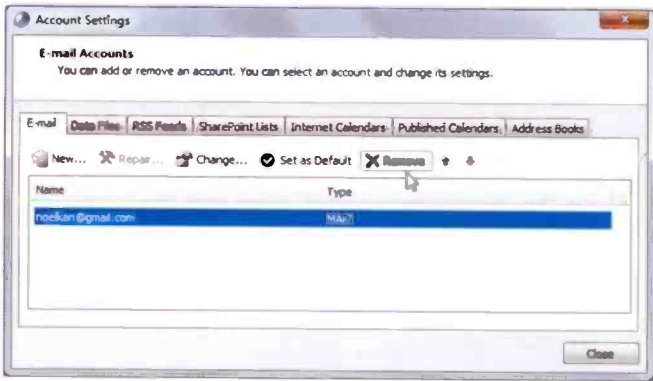 Account Settings
E-mail Accounts
You can add or remove an account. You can select an account and change its settings.
E-mail Data Files RSS Feeds SharePoint Lists Internet Calendars Published Calendars Address Books
New... Repair... Change... Set as Default Remove
Name Type
noelkan@gmail.com
Close